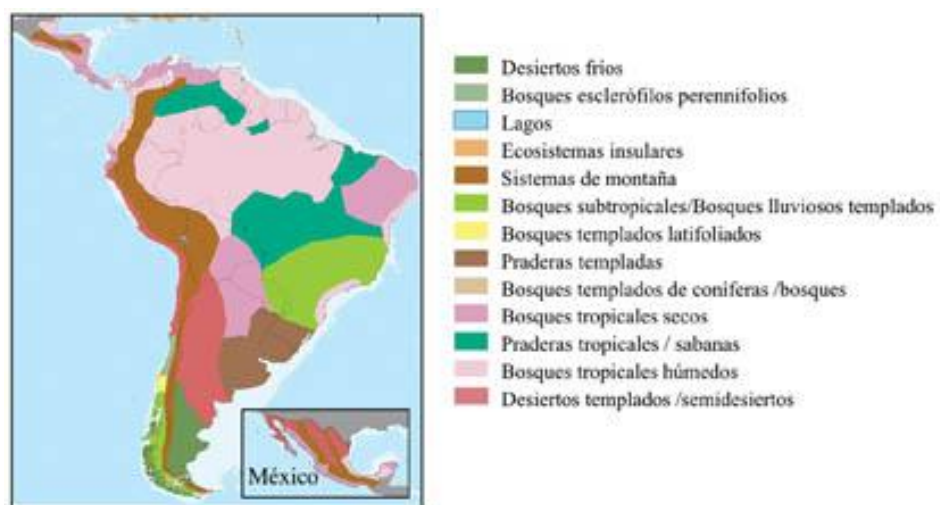 Desiertos fríos
Bosques esclerófilos perennifolios
Lagos
Ecosistemas insulares
Sistemas de montaña
Bosques subtropicales/Bosques lluviosos templados
Bosques templados latifoliados
Praderas templadas
Bosques templados de coníferas /bosques
Bosques tropicales secos
Praderas tropicales / sabanas
Bosques tropicales húmedos
Desiertos templados /semidesiertos
México